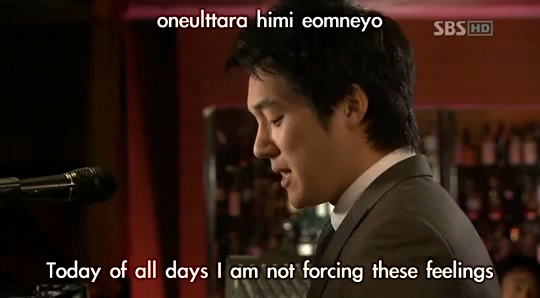 oneulttara himi eomneyo
SBS HD
Today of all days I am not forcing these feelings